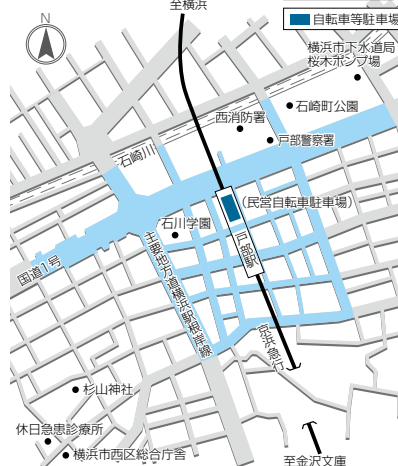 至横浜
自転車等駐車場
N
横浜市下水道局
桜木ポンプ場
石崎町公園
西消防署
戸部警察署
石崎川
(民営自転車駐車場)
石川学園
戸部駅
主要地方道横浜駅根岸線
国道1号
京浜急行
杉山神社
休日急患診療所
横浜市西区総合庁舎
至金沢文庫